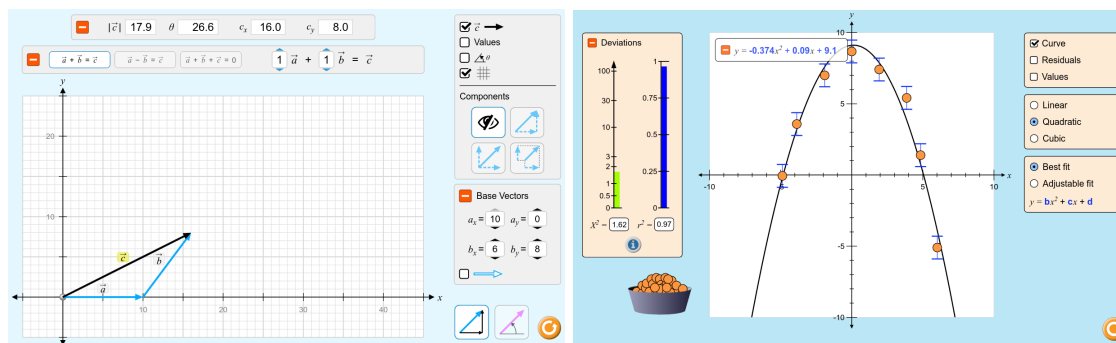 |c⃗| 17.9 θ 26.6 cₓ 16.0 c_y 8.0
a⃗ + b⃗ = c⃗ a⃗ − b⃗ = c⃗ a⃗ + b⃗ + c⃗ = 0 1 a⃗ + 1 b⃗ = c⃗
y
20
10
c⃗
b⃗
a⃗
10 20 30 40 x
c⃗
Values
θ
Components
Base Vectors
aₓ= 10 a_y= 0
bₓ= 6 b_y= 8
Deviations
100
30
10
3
2
1
0.5
0
1
0.75
0.5
0.25
0
X² = 1.62 r² = 0.97
i
y = -0.374x² + 0.09x + 9.1
y
10
5
-10 -5 5 10 x
-5
-10
Curve
Residuals
Values
Linear
Quadratic
Cubic
Best fit
Adjustable fit
y = bx² + cx + d